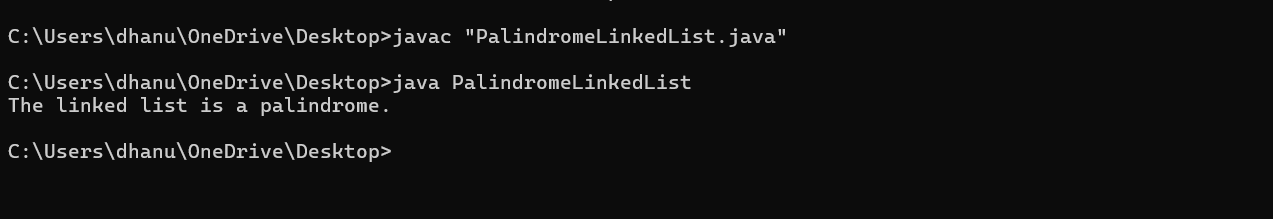 C:\Users\dhanu\OneDrive\Desktop>javac "PalindromeLinkedList.java"
C:\Users\dhanu\OneDrive\Desktop>java PalindromeLinkedList
The linked list is a palindrome.
C:\Users\dhanu\OneDrive\Desktop>